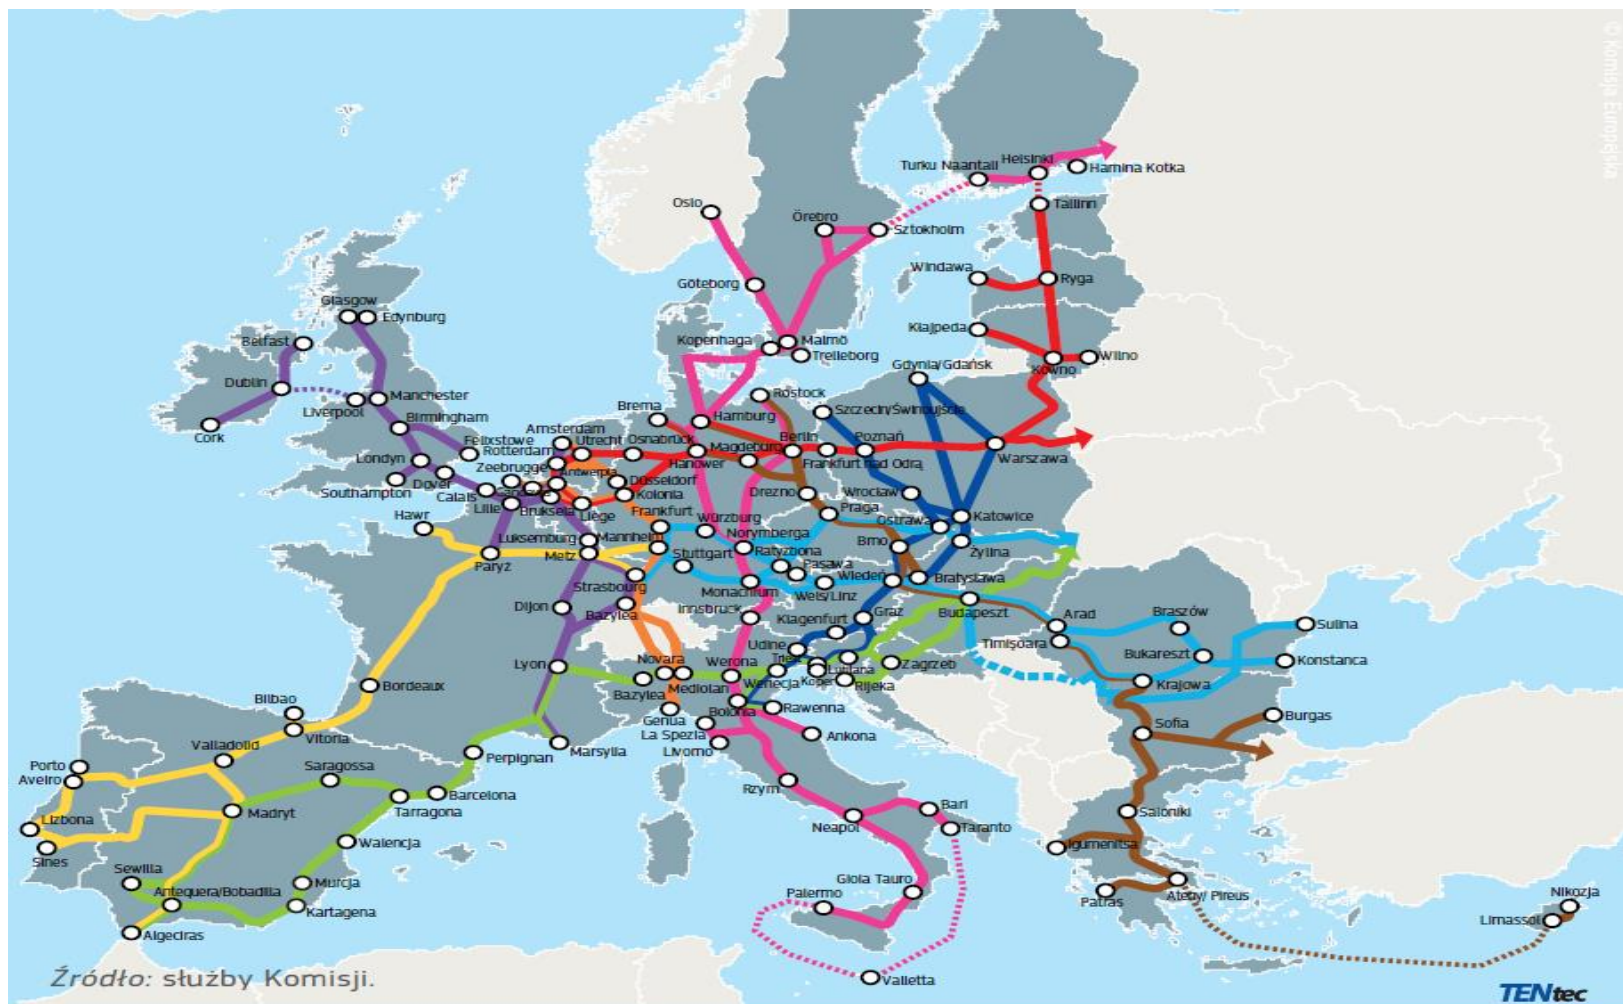 © Komisja Europejska
Turku Naantali
Helsinki
Hamina Kotka
Oslo
Örebro
Sztokholm
Tallinn
Windawa
Ryga
Göteborg
Glasgow
Edynburg
Kłajpeda
Wilno
Kowno
Belfast
Kopenhaga
Malmö
Trelleborg
Gdynia/Gdańsk
Dublin
Liverpool
Manchester
Cork
Birmingham
Brema
Hamburg
Rostock
Szczecin/Świnoujście
Amsterdam
Felixstowe
Rotterdam
Utrecht
Osnabrück
Magdeburg
Berlin
Poznań
Warszawa
Londyn
Zeebrugge
Antwerpia
Hanower
Frankfurt nad Odrą
Southampton
Dover
Calais
Düsseldorf
Kolonia
Drezno
Wrocław
Lille
Bruksela
Liège
Frankfurt
Würzburg
Praga
Ostrawa
Katowice
Hawr
Luksemburg
Mannheim
Norymberga
Brno
Żylina
Paryż
Metz
Stuttgart
Ratyzbona
Pasawa
Wiedeń
Bratysława
Strasbourg
Monachium
Wels/Linz
Dijon
Bazylea
Innsbruck
Klagenfurt
Graz
Budapeszt
Arad
Braszów
Sulina
Timişoara
Udine
Bukareszt
Lyon
Novara
Werona
Triest
Lublana
Zagrzeb
Konstanca
Bazylea
Mediolan
Wenecja
Koper
Rijeka
Krajowa
Bordeaux
Bilbao
Genua
Bolonia
Rawenna
Vitoria
La Spezia
Ankona
Sofia
Burgas
Valladolid
Marsylia
Livorno
Porto
Aveiro
Saragossa
Perpignan
Rzym
Barcelona
Tarragona
Madryt
Lizbona
Neapol
Bari
Taranto
Saloniki
Walencja
Sines
Igumenitsa
Sewilla
Antequera/Bobadilla
Murcja
Kartagena
Gioia Tauro
Palermo
Patras
Ateny/ Pireus
Nikozja
Limassol
Algeciras
Valletta
Źródło: służby Komisji.
TENtec